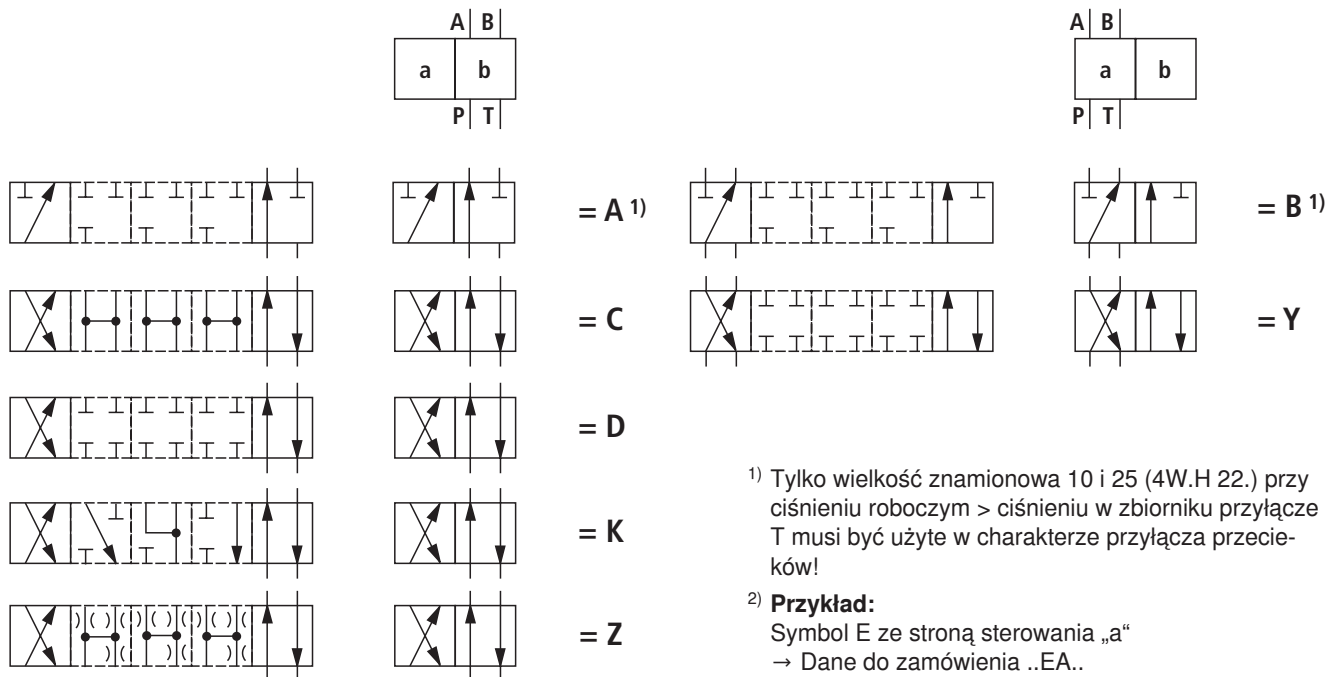 A B
a b
P T
A B
a b
P T
= A 1)
= B 1)
= C
= Y
= D
= K
= Z
1) Tylko wielkość znamionowa 10 i 25 (4W.H 22.) przy
ciśnieniu roboczym > ciśnieniu w zbiorniku przyłącze
T musi być użyte w charakterze przyłącza przecie-
ków!
2) Przykład:
Symbol E ze stroną sterowania „a“
→ Dane do zamówienia ..EA..